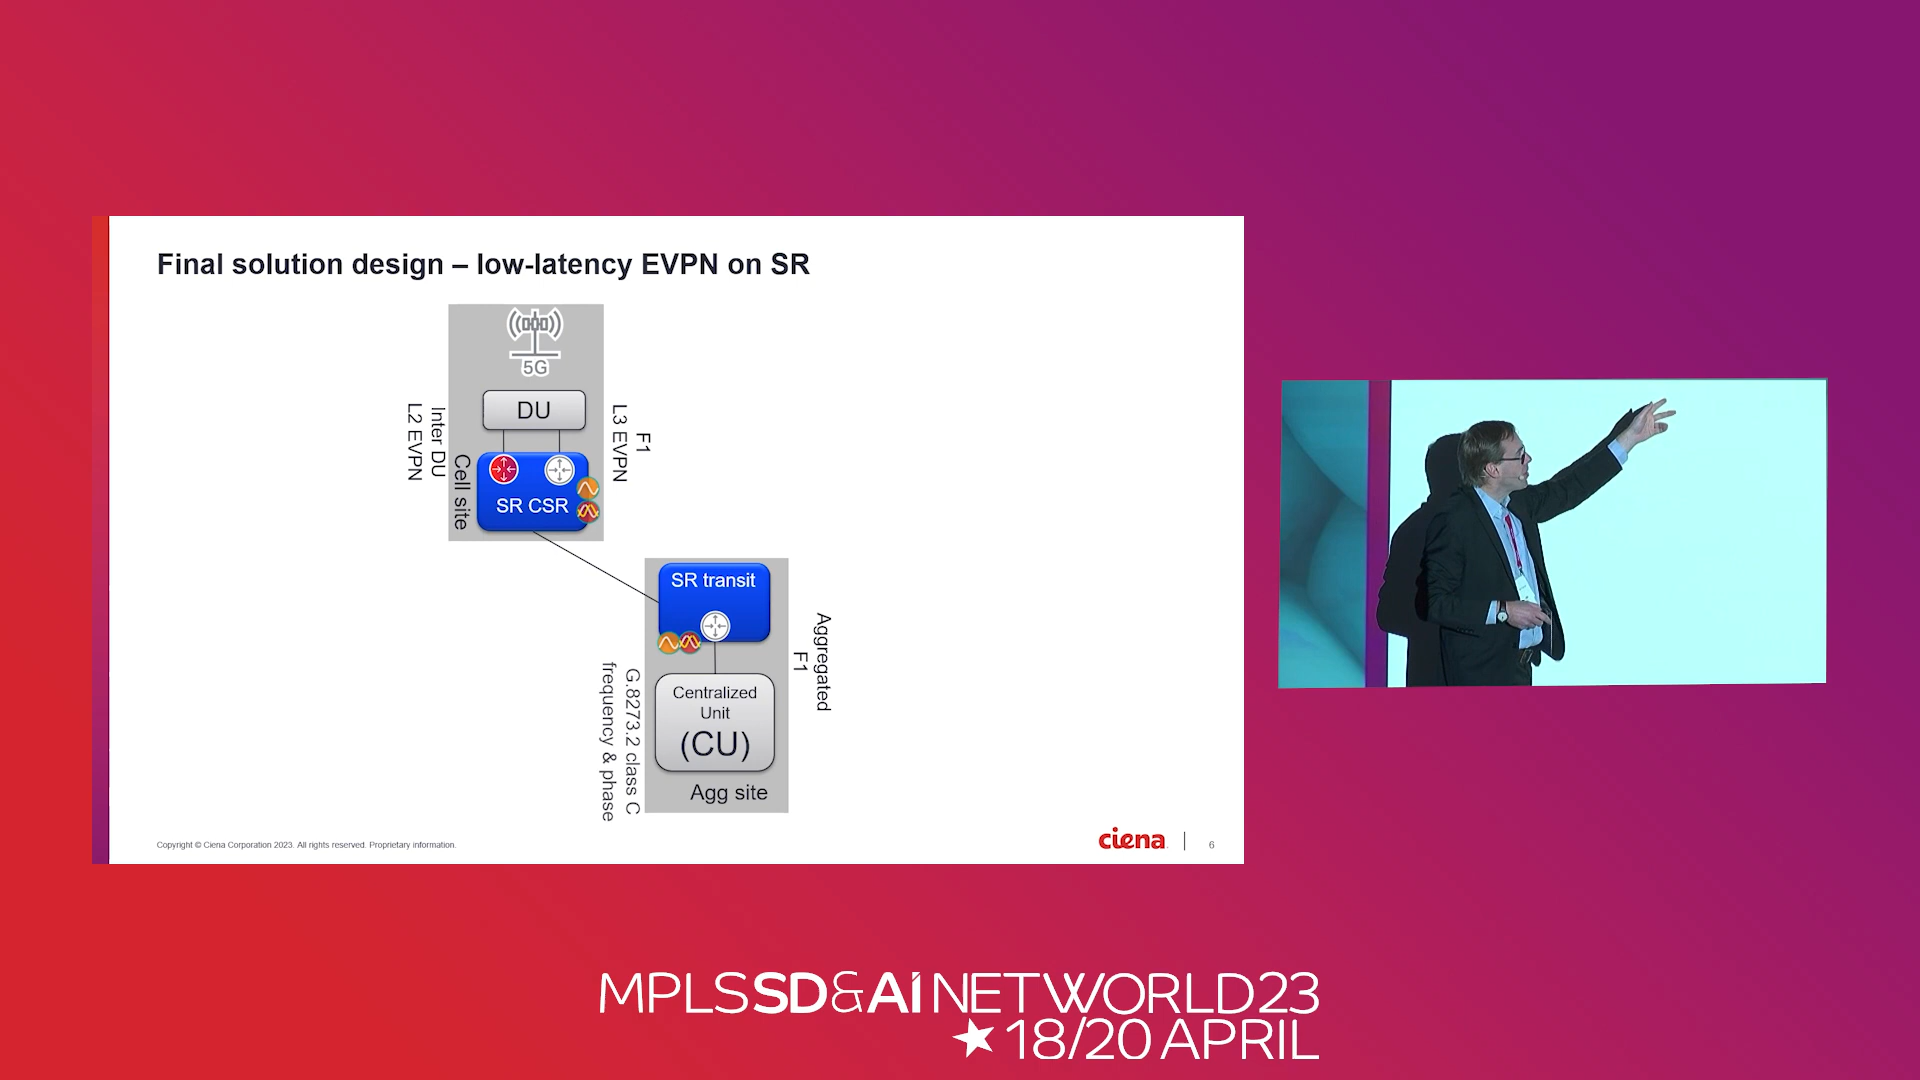 Final solution design – low-latency EVPN on SR
5G
DU
SR CSR
Cell site
Inter DU
L2 EVPN
F1
L3 EVPN
SR transit
Centralized
Unit
(CU)
Agg site
Aggregated
F1
G.8273.2 class C
frequency & phase
Copyright © Ciena Corporation 2023. All rights reserved. Proprietary information.
ciena
6
MPLSSD&AI NETWORLD23
18/20 APRIL